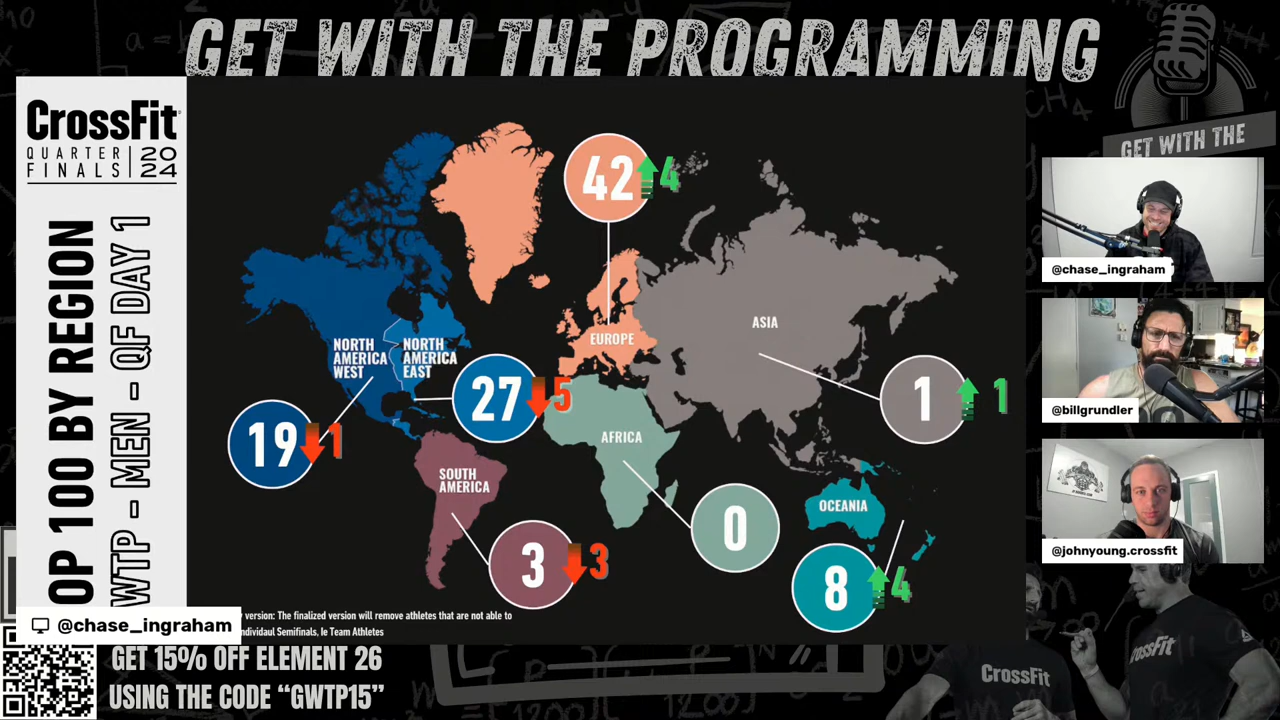 GET WITH THE PROGRAMMING
CrossFit
QUARTER
FINALS
20
24
OP 100 BY REGION
GWTP - MEN - QF DAY 1
42
4
NORTH
AMERICA
WEST
NORTH
AMERICA
EAST
EUROPE
ASIA
27
5
1
1
19
1
AFRICA
SOUTH
AMERICA
OCEANIA
0
3
3
8
4
version: The finalized version will remove athletes that are not able to
ndividaul Semifinals, Ie Team Athletes
@chase_ingraham
GET 15% OFF ELEMENT 26
USING THE CODE “GWTP15”
GET WITH THE
@chase_ingraham
@billgrundler
@johnyoung.crossfit
CrossFit
CrossFit